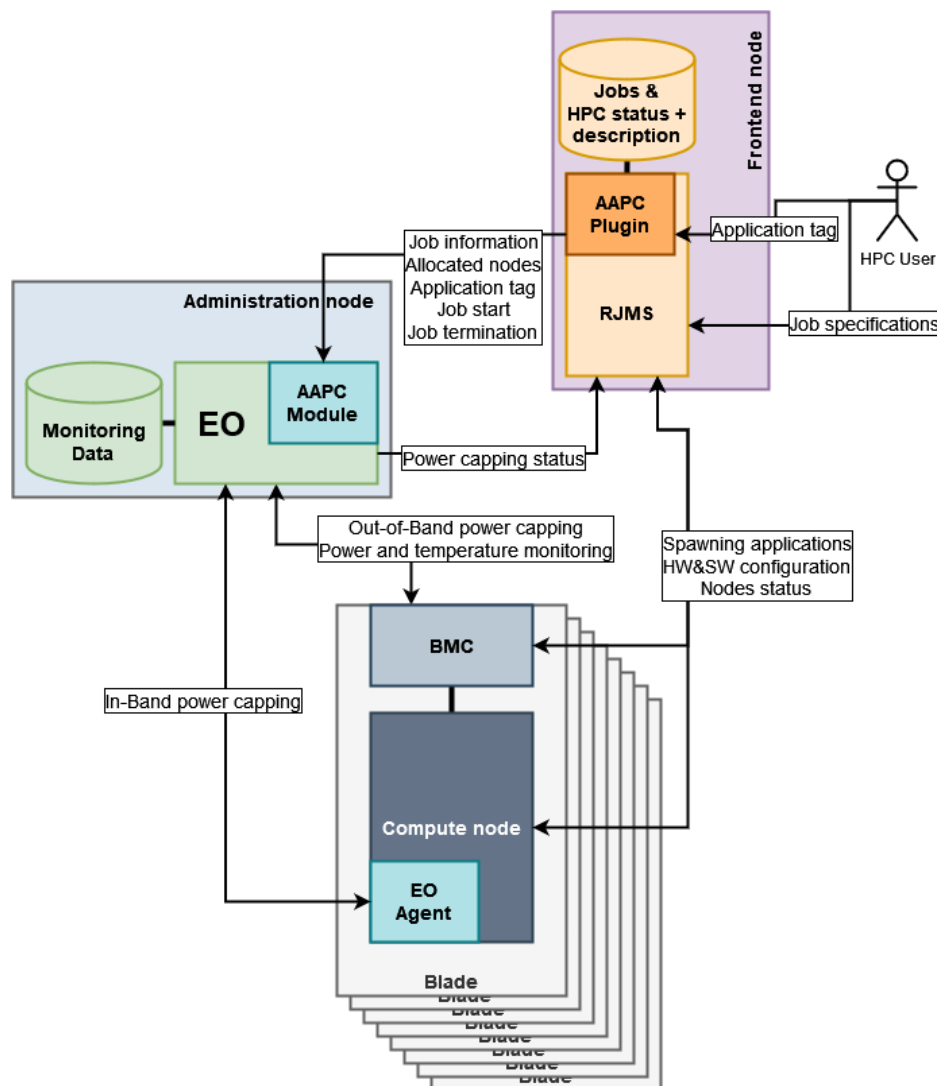 Frontend node
Jobs &
HPC status +
description
AAPC
Plugin
RJMS
Application tag
HPC User
Job specifications
Job information
Allocated nodes
Application tag
Job start
Job termination
Administration node
Monitoring
Data
EO
AAPC
Module
Power capping status
Out-of-Band power capping
Power and temperature monitoring
Spawning applications
HW&SW configuration
Nodes status
BMC
In-Band power capping
Compute node
EO
Agent
Blade
Blade
Blade
Blade
Blade
Blade
Blade
Blade